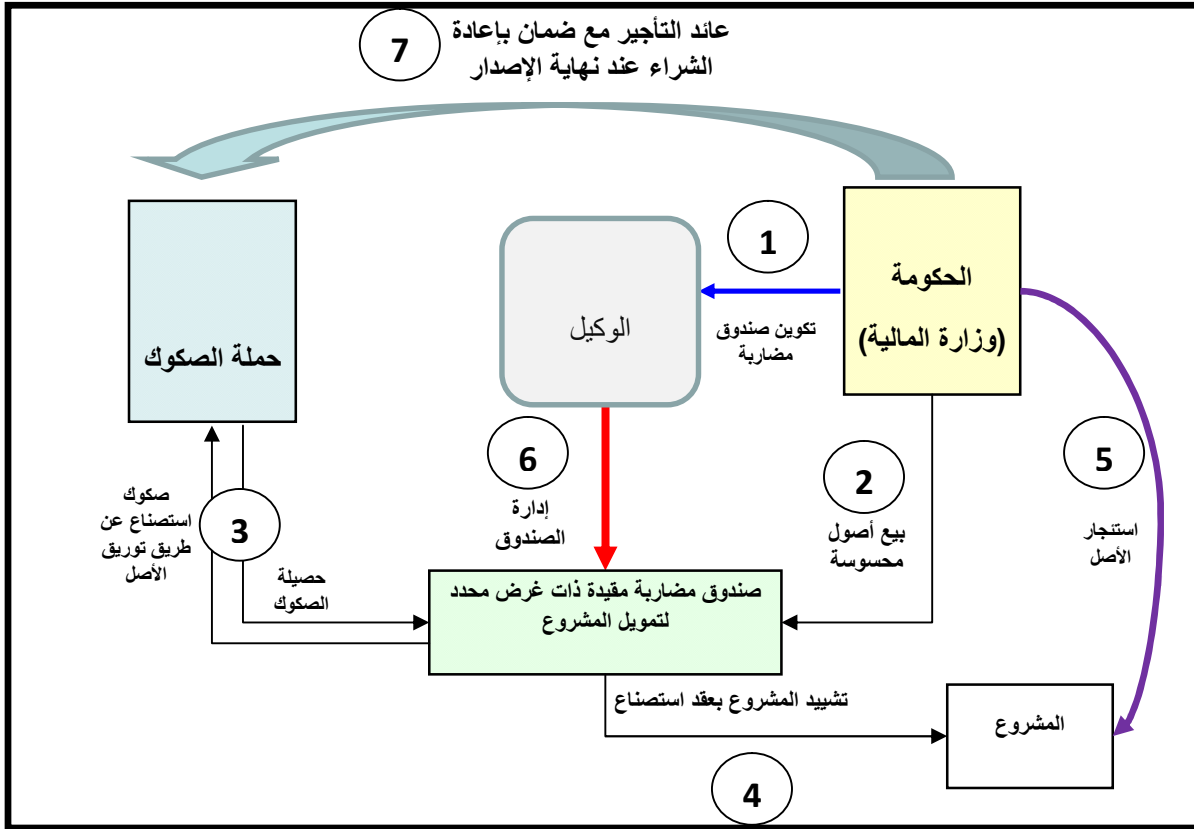 عائد التأجير مع ضمان بإعادة
الشراء عند نهاية الإصدار
7
الحكومة
(وزارة المالية)
1
تكوين صندوق
مضاربة
الوكيل
حملة الصكوك
5
استئجار
الأصل
2
بيع أصول
محسوسة
6
إدارة
الصندوق
3
صكوك
استصناع عن
طريق توريق
الأصل
حصيلة
الصكوك
صندوق مضاربة مقيدة ذات غرض محدد
لتمويل المشروع
تشييد المشروع بعقد استصناع
المشروع
4